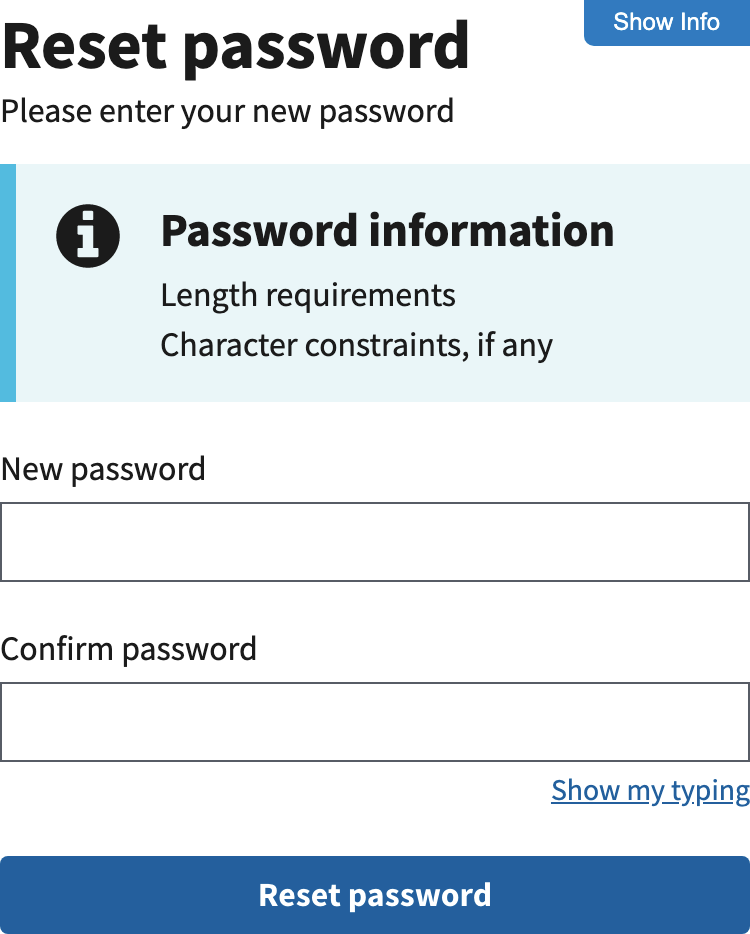 Show Info
Reset password
Please enter your new password
Password information
Length requirements
Character constraints, if any
New password
Confirm password
Show my typing
Reset password